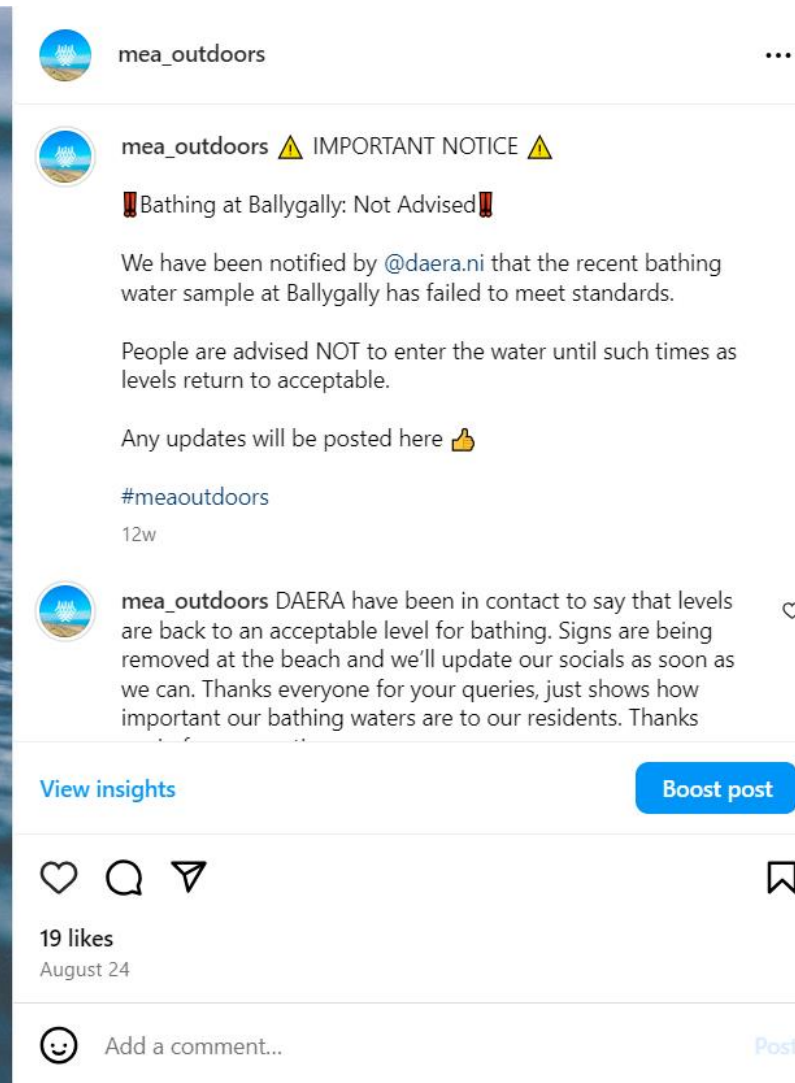 mea_outdoors
mea_outdoors ⚠ IMPORTANT NOTICE ⚠
‼Bathing at Ballygally: Not Advised‼
We have been notified by @daera.ni that the recent bathing
water sample at Ballygally has failed to meet standards.
People are advised NOT to enter the water until such times as
levels return to acceptable.
Any updates will be posted here 👍
#meaoutdoors
12w
mea_outdoors DAERA have been in contact to say that levels
are back to an acceptable level for bathing. Signs are being
removed at the beach and we'll update our socials as soon as
we can. Thanks everyone for your queries, just shows how
important our bathing waters are to our residents. Thanks
View insights
Boost post
19 likes
August 24
Add a comment...
Post